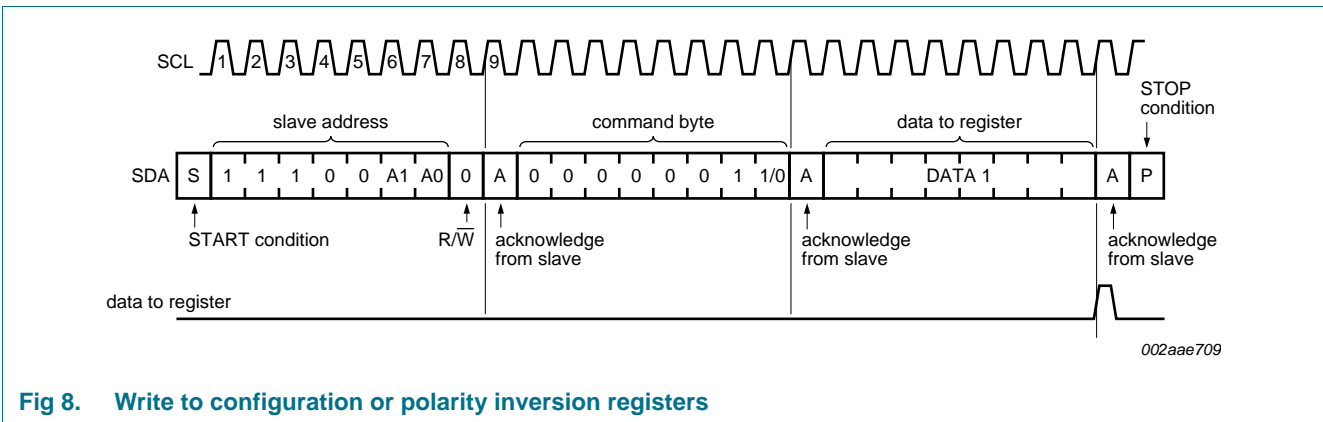 SCL 1 2 3 4 5 6 7 8 9
STOP
condition
slave address command byte data to register
SDA S 1 1 1 0 0 A1 A0 0 A 0 0 0 0 0 0 1 1/0 A DATA 1 A P
START condition R/W̅ acknowledge from slave acknowledge from slave acknowledge from slave
data to register
002aae709
Fig 8. Write to configuration or polarity inversion registers